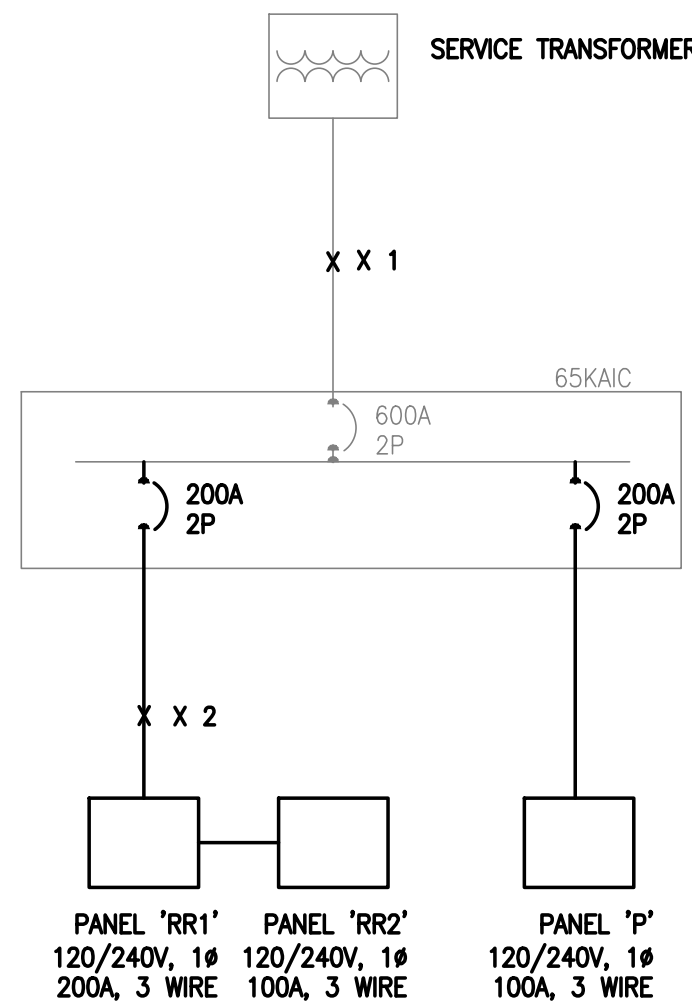 SERVICE TRANSFORMER
X X 1
65KAIC
600A
2P
200A
2P
200A
2P
X X 2
PANEL 'RR1'
120/240V, 1ø
200A, 3 WIRE
PANEL 'RR2'
120/240V, 1ø
100A, 3 WIRE
PANEL 'P'
120/240V, 1ø
100A, 3 WIRE